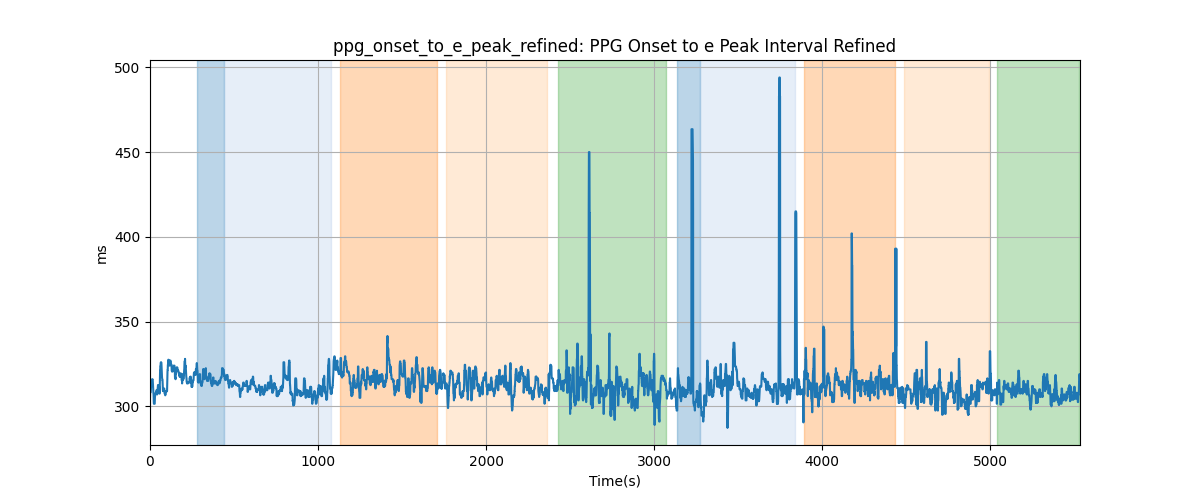 ppg_onset_to_e_peak_refined: PPG Onset to e Peak Interval Refined
500
450
400
350
300
ms
0 1000 2000 3000 4000 5000
Time(s)